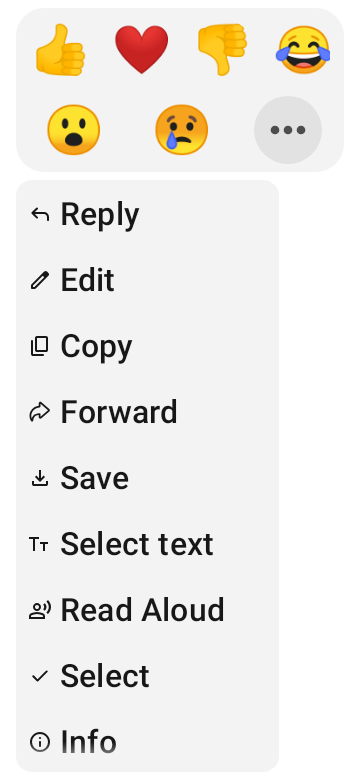 Reply
Edit
Copy
Forward
Save
Select text
Read Aloud
Select
Info